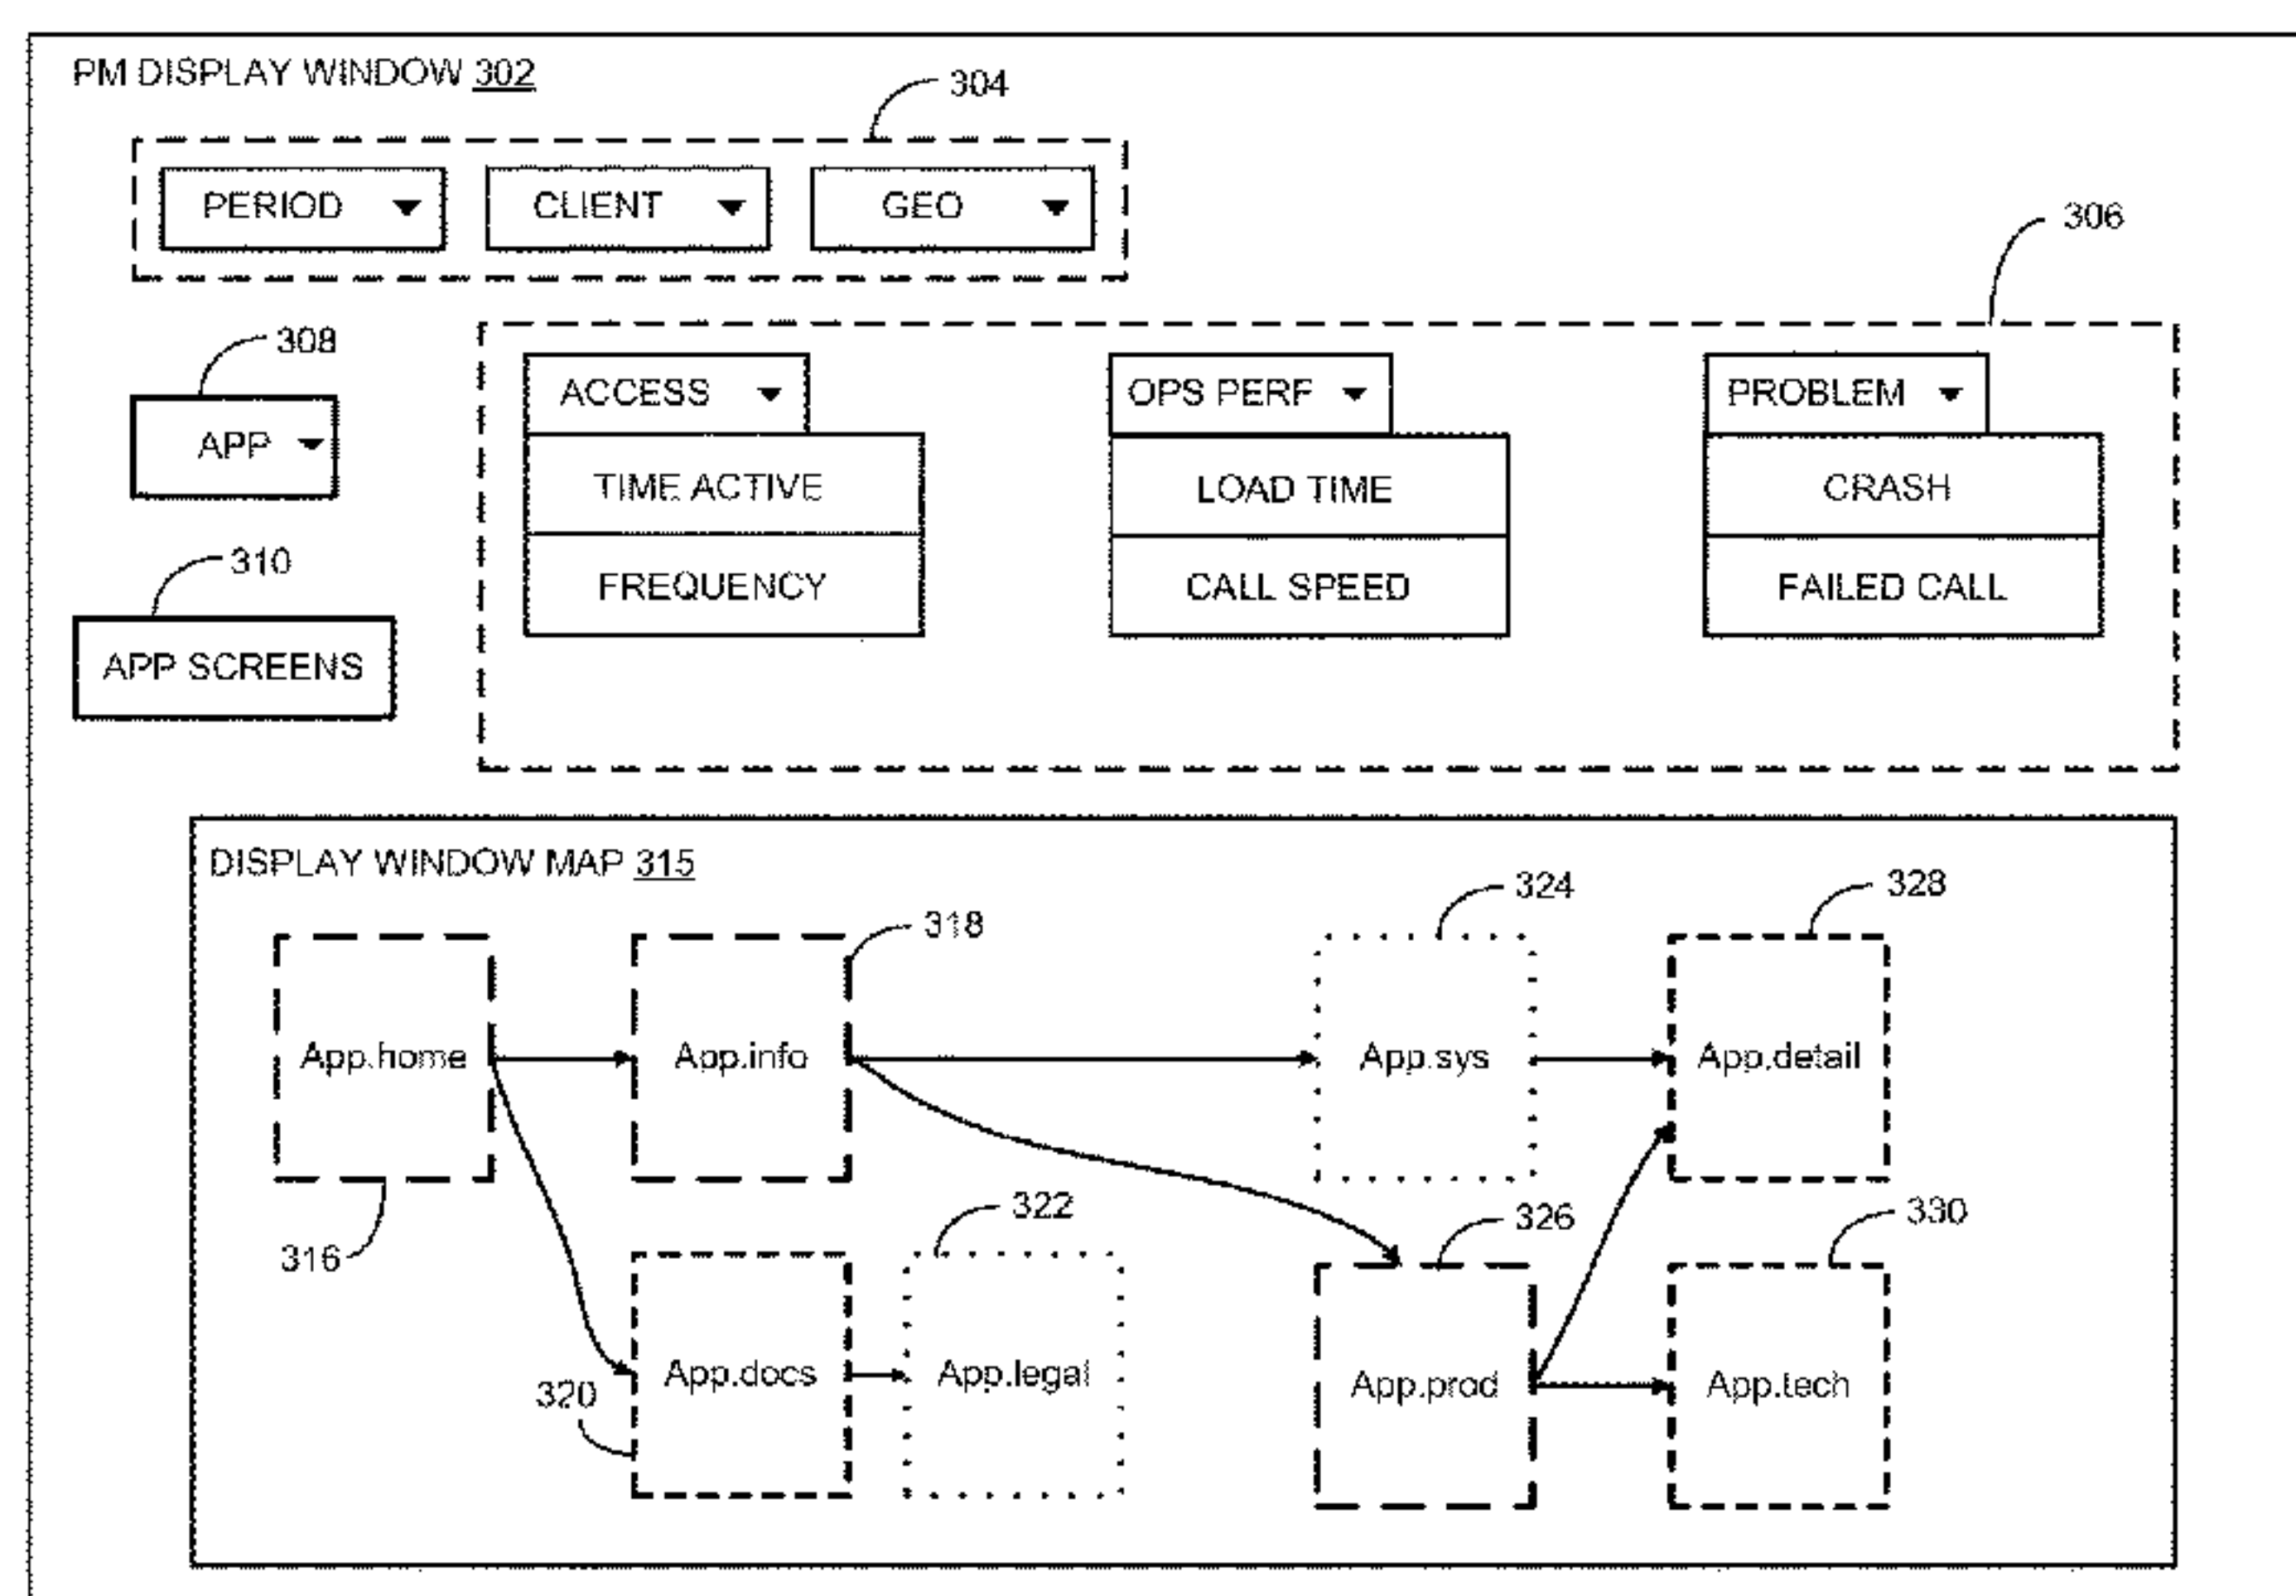 PM DISPLAY WINDOW 302
304
PERIOD CLIENT GEO
306
308
ACCESS OPS PERF PROBLEM
APP
TIME ACTIVE LOAD TIME CRASH
310
FREQUENCY CALL SPEED FAILED CALL
APP SCREENS
DISPLAY WINDOW MAP 315
318 324 328
App.home App.info App.sys App.detail
316 322 326 330
320 App.docs App.legal App.prod App.tech